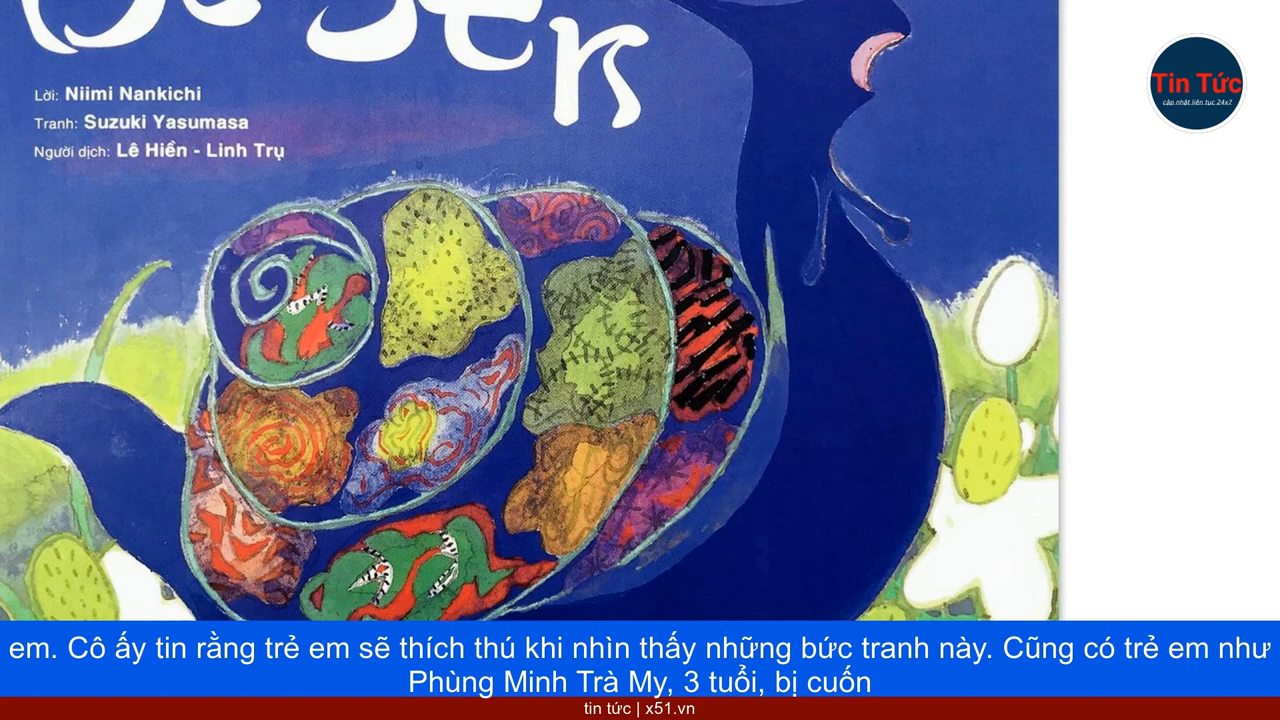 Lời: Niimi Nankichi
Tranh: Suzuki Yasumasa
Người dịch: Lê Hiền - Linh Trụ
Tin Tức
cập nhật liên tục 24x7
em. Cô ấy tin rằng trẻ em sẽ thích thú khi nhìn thấy những bức tranh này. Cũng có trẻ em như
Phùng Minh Trà My, 3 tuổi, bị cuốn
tin tức | x51.vn